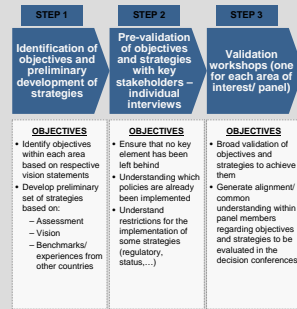 STEP 1
Identification of
objectives and
preliminary
development of
strategies
OBJECTIVES
• Identify objectives
within each area
based on respective
vision statements
• Develop preliminary
set of strategies
based on:
– Assessment
– Vision
– Benchmarks/
experiences from
other countries
STEP 2
Pre-validation
of objectives
and strategies
with key
stakeholders –
individual
interviews
OBJECTIVES
• Ensure that no key
element has been
left behind
• Understanding which
policies are already
been implemented
• Understand
restrictions for the
implementation of
some strategies
(regulatory,
status,...)
STEP 3
Validation
workshops (one
for each area of
interest/ panel)
OBJECTIVES
• Broad validation of
objectives and
strategies to achieve
them
• Generate alignment/
common
understanding within
panel members
regarding objectives
and strategies to be
evaluated in the
decision conferences